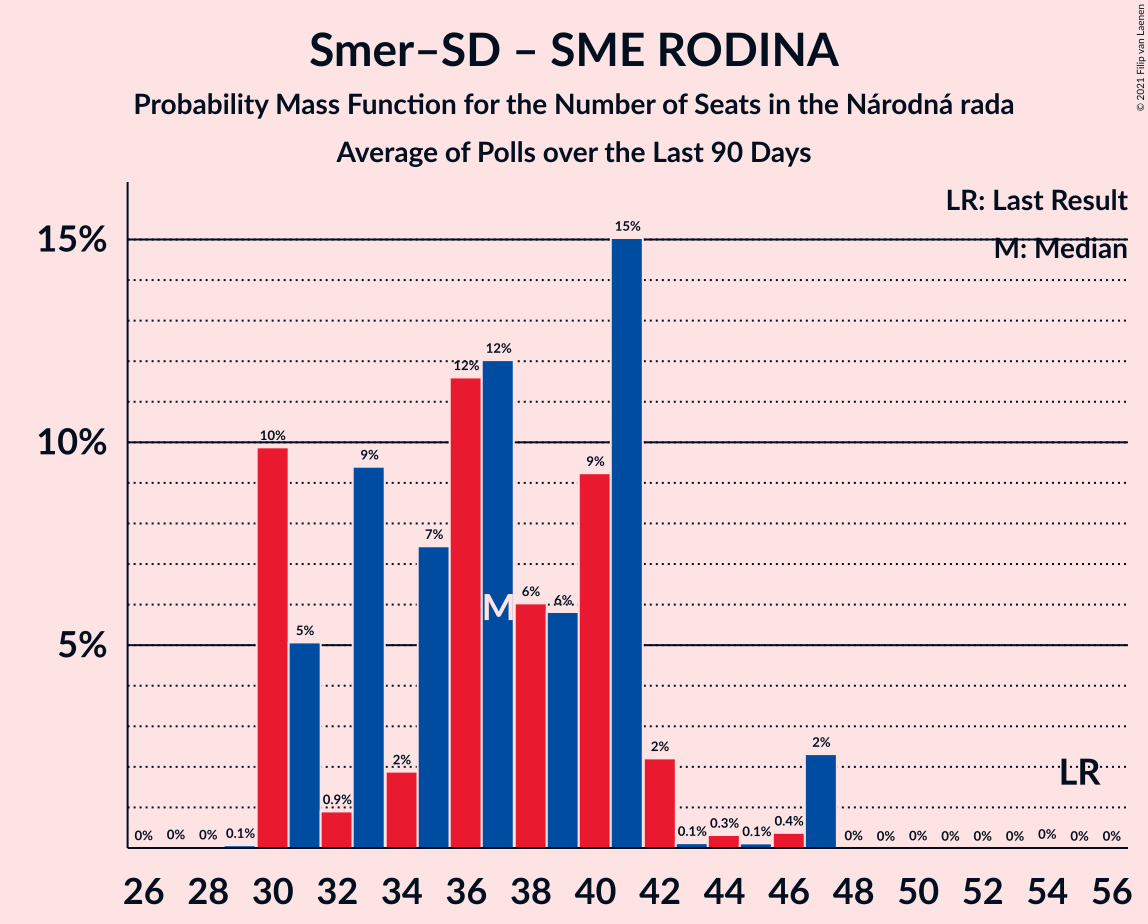 Smer–SD – SME RODINA
Probability Mass Function for the Number of Seats in the Národná rada
Average of Polls over the Last 90 Days
© 2021 Filip van Laenen
LR: Last Result
M: Median
15%
10%
5%
0% 0% 0% 0.1% 10% 5% 0.9% 9% 2% 7% 12% 12% 6% 6% 9% 15% 2% 0.1% 0.3% 0.1% 0.4% 2% 0% 0% 0% 0% 0% 0% 0% 0% 0%
M
LR
26 28 30 32 34 36 38 40 42 44 46 48 50 52 54 56